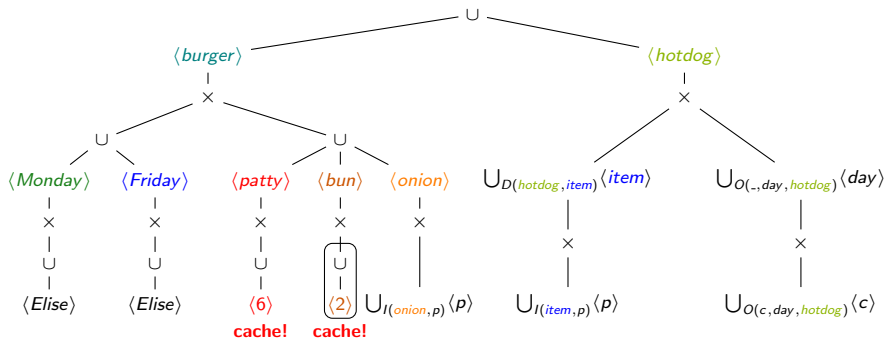 ∪
⟨burger⟩ ⟨hotdog⟩
× ×
∪ ∪
⟨Monday⟩ ⟨Friday⟩ ⟨patty⟩ ⟨bun⟩ ⟨onion⟩ ⋃D(hotdog,item)⟨item⟩ ⋃O(_,day,hotdog)⟨day⟩
× × × × ×
× ×
∪ ∪ ∪ ∪
⟨Elise⟩ ⟨Elise⟩ ⟨6⟩ ⟨2⟩ ⋃I(onion,p)⟨p⟩ ⋃I(item,p)⟨p⟩ ⋃O(c,day,hotdog)⟨c⟩
cache! cache!